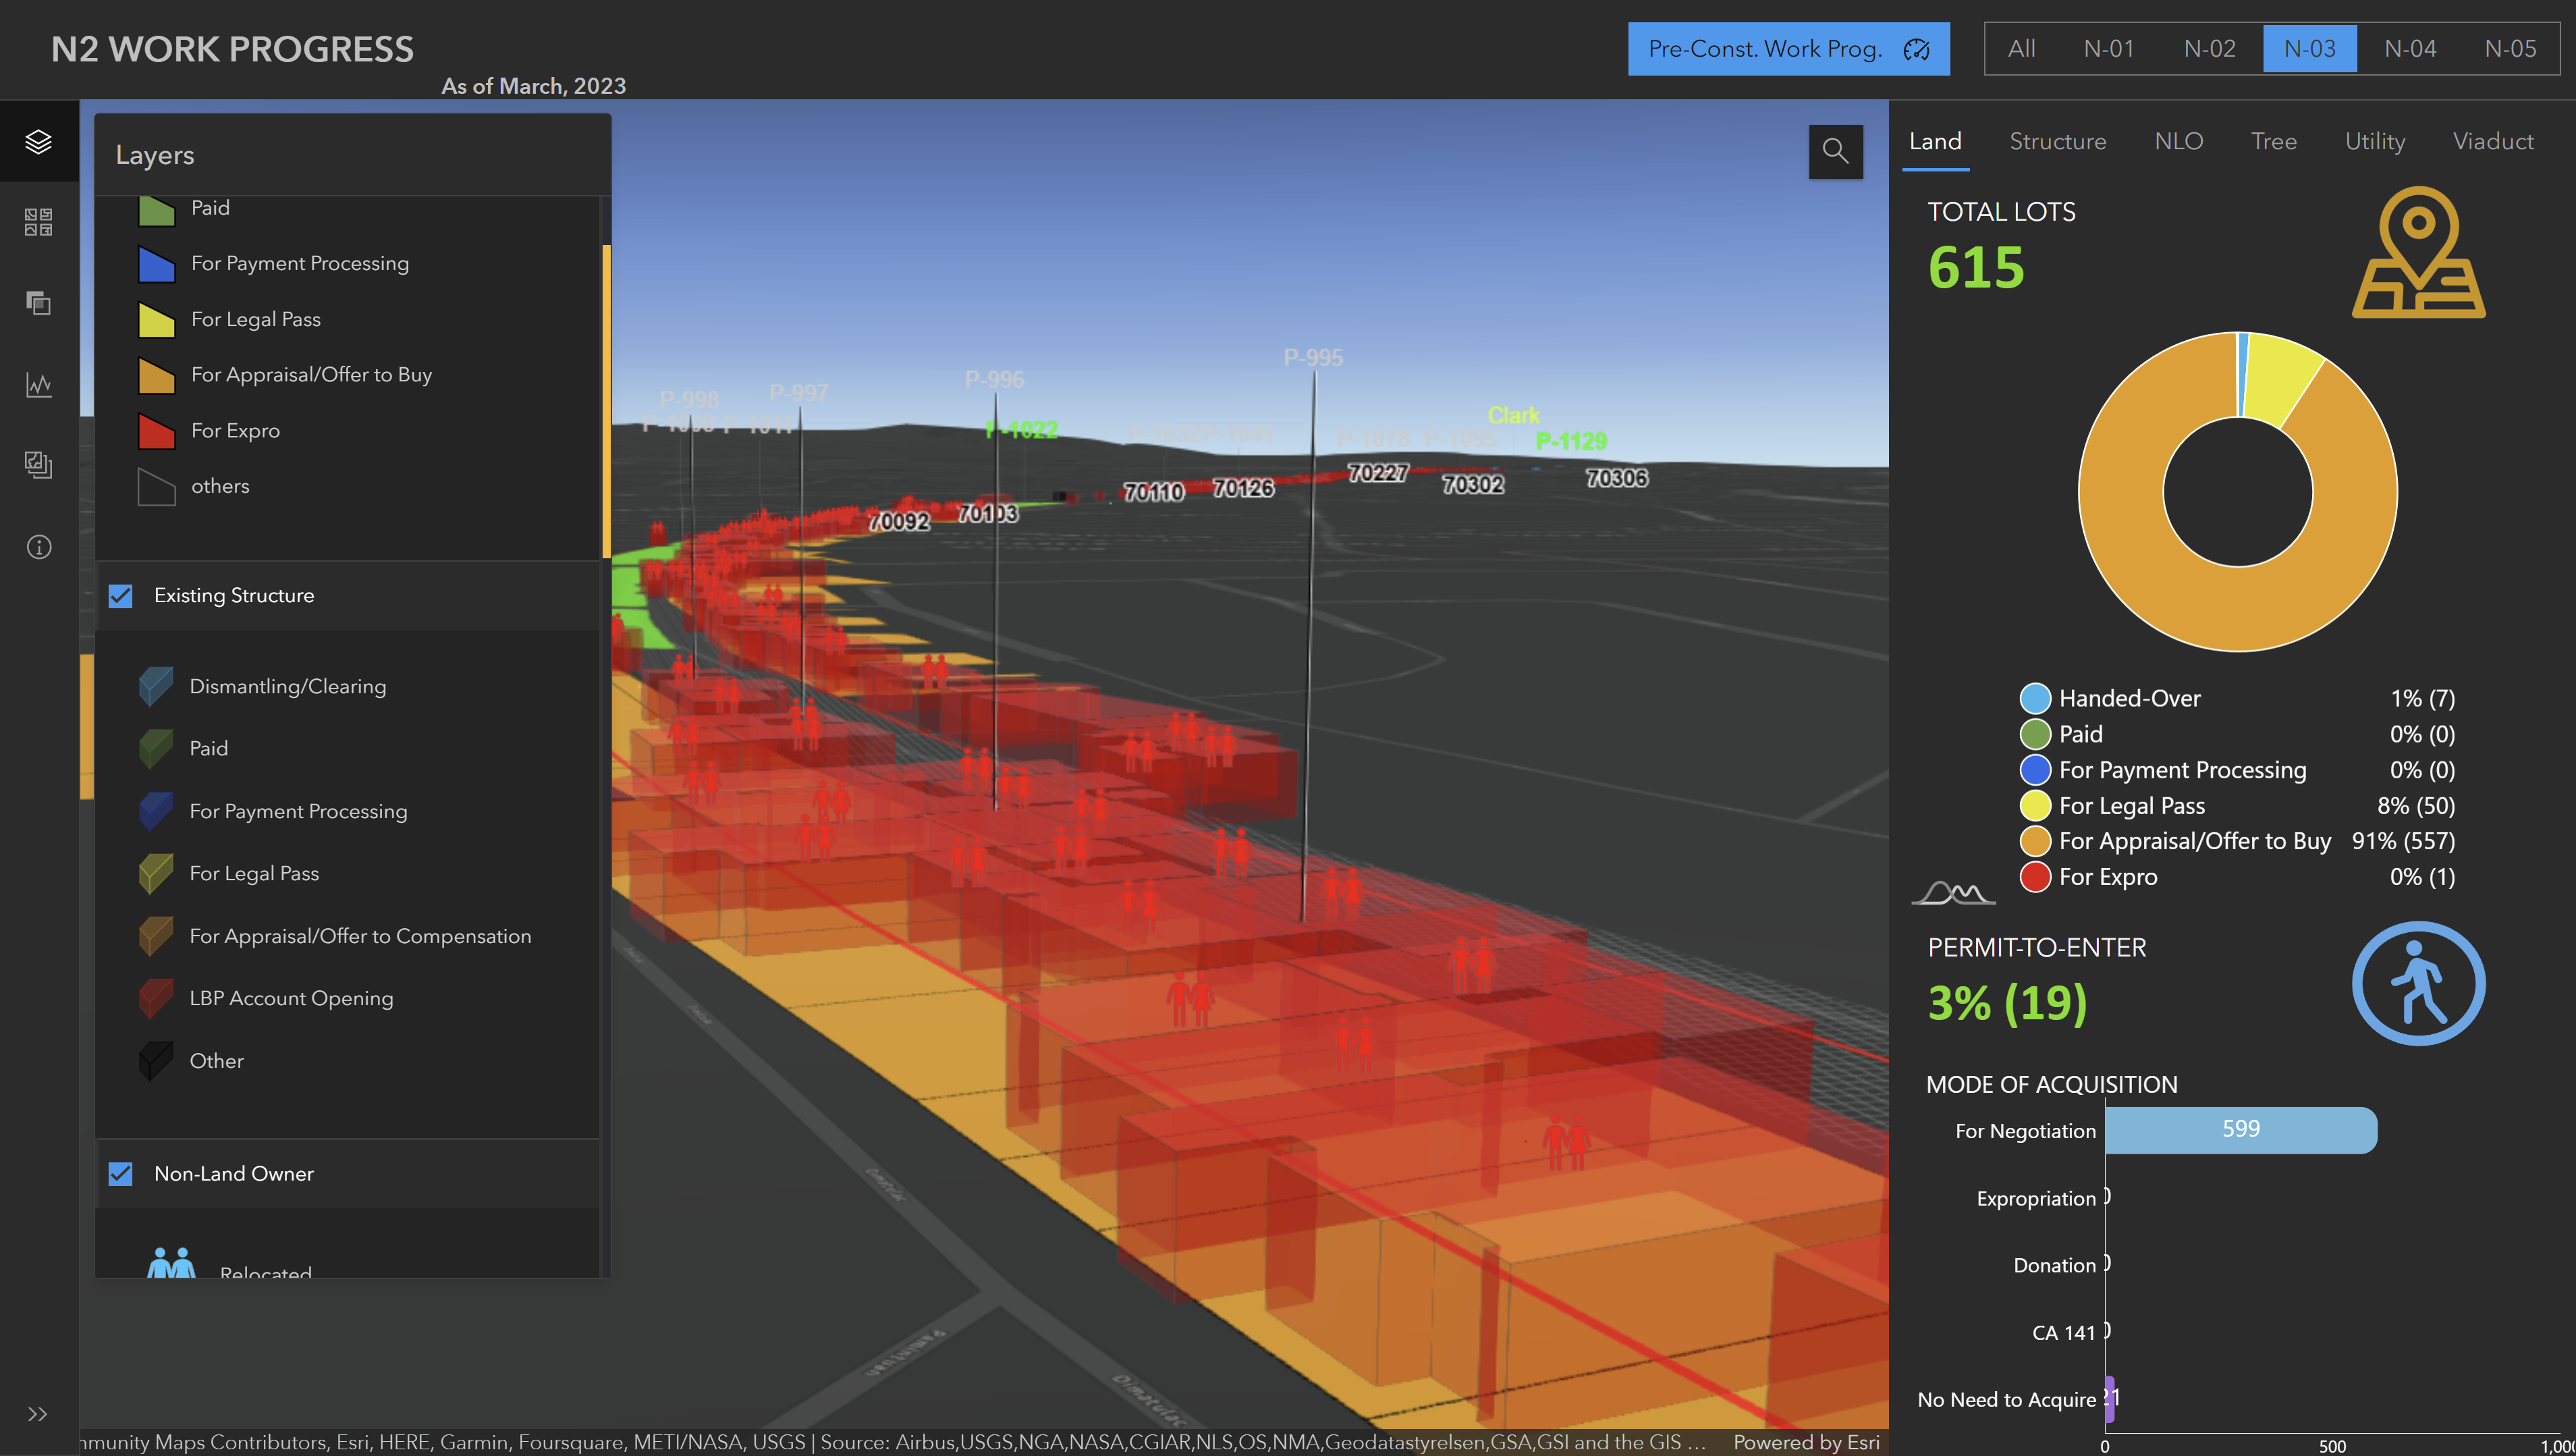 N2 WORK PROGRESS
As of March, 2023
Pre-Const. Work Prog.
All N-01 N-02 N-03 N-04 N-05
Layers
Paid
For Payment Processing
For Legal Pass
For Appraisal/Offer to Buy
For Expro
others
Existing Structure
Dismantling/Clearing
Paid
For Payment Processing
For Legal Pass
For Appraisal/Offer to Compensation
LBP Account Opening
Other
Non-Land Owner
Relocated
P-995
P-996
P-997
P-998
P-1011
Clark
P-1022
P-1129
70227
70302
70306
70110
70126
70092
70103
Pamintuan
Dimatulac
Land Structure NLO Tree Utility Viaduct
TOTAL LOTS
615
Handed-Over 1% (7)
Paid 0% (0)
For Payment Processing 0% (0)
For Legal Pass 8% (50)
For Appraisal/Offer to Buy 91% (557)
For Expro 0% (1)
PERMIT-TO-ENTER
3% (19)
MODE OF ACQUISITION
For Negotiation 599
Expropriation 0
Donation 0
CA 141 0
No Need to Acquire 21
0 500
Maps Contributors, Esri, HERE, Garmin, Foursquare, METI/NASA, USGS | Source: Airbus,USGS,NGA,NASA,CGIAR,NLS,OS,NMA,Geodatastyrelsen,GSA,GSI and the GIS ... Powered by Esri